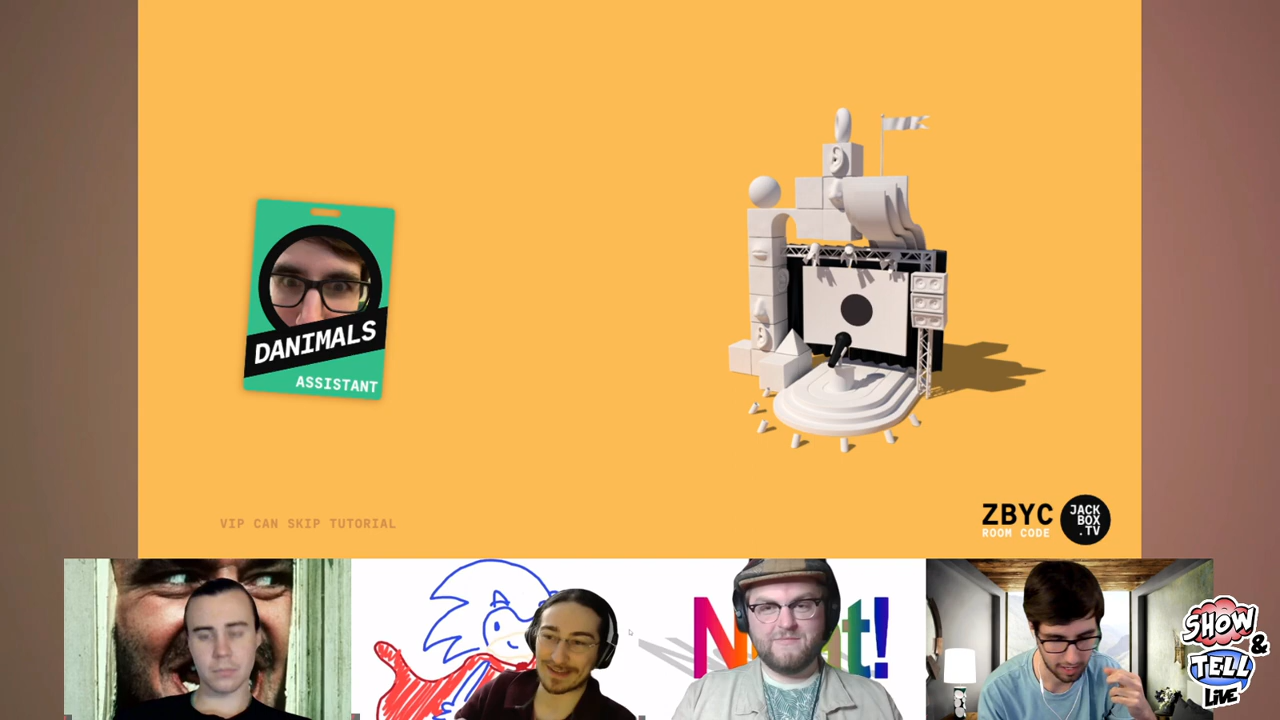 DANIMALS
ASSISTANT
VIP CAN SKIP TUTORIAL
ZBYC
ROOM CODE
JACK
BOX
.TV
SHOW
&
TELL
LIVE